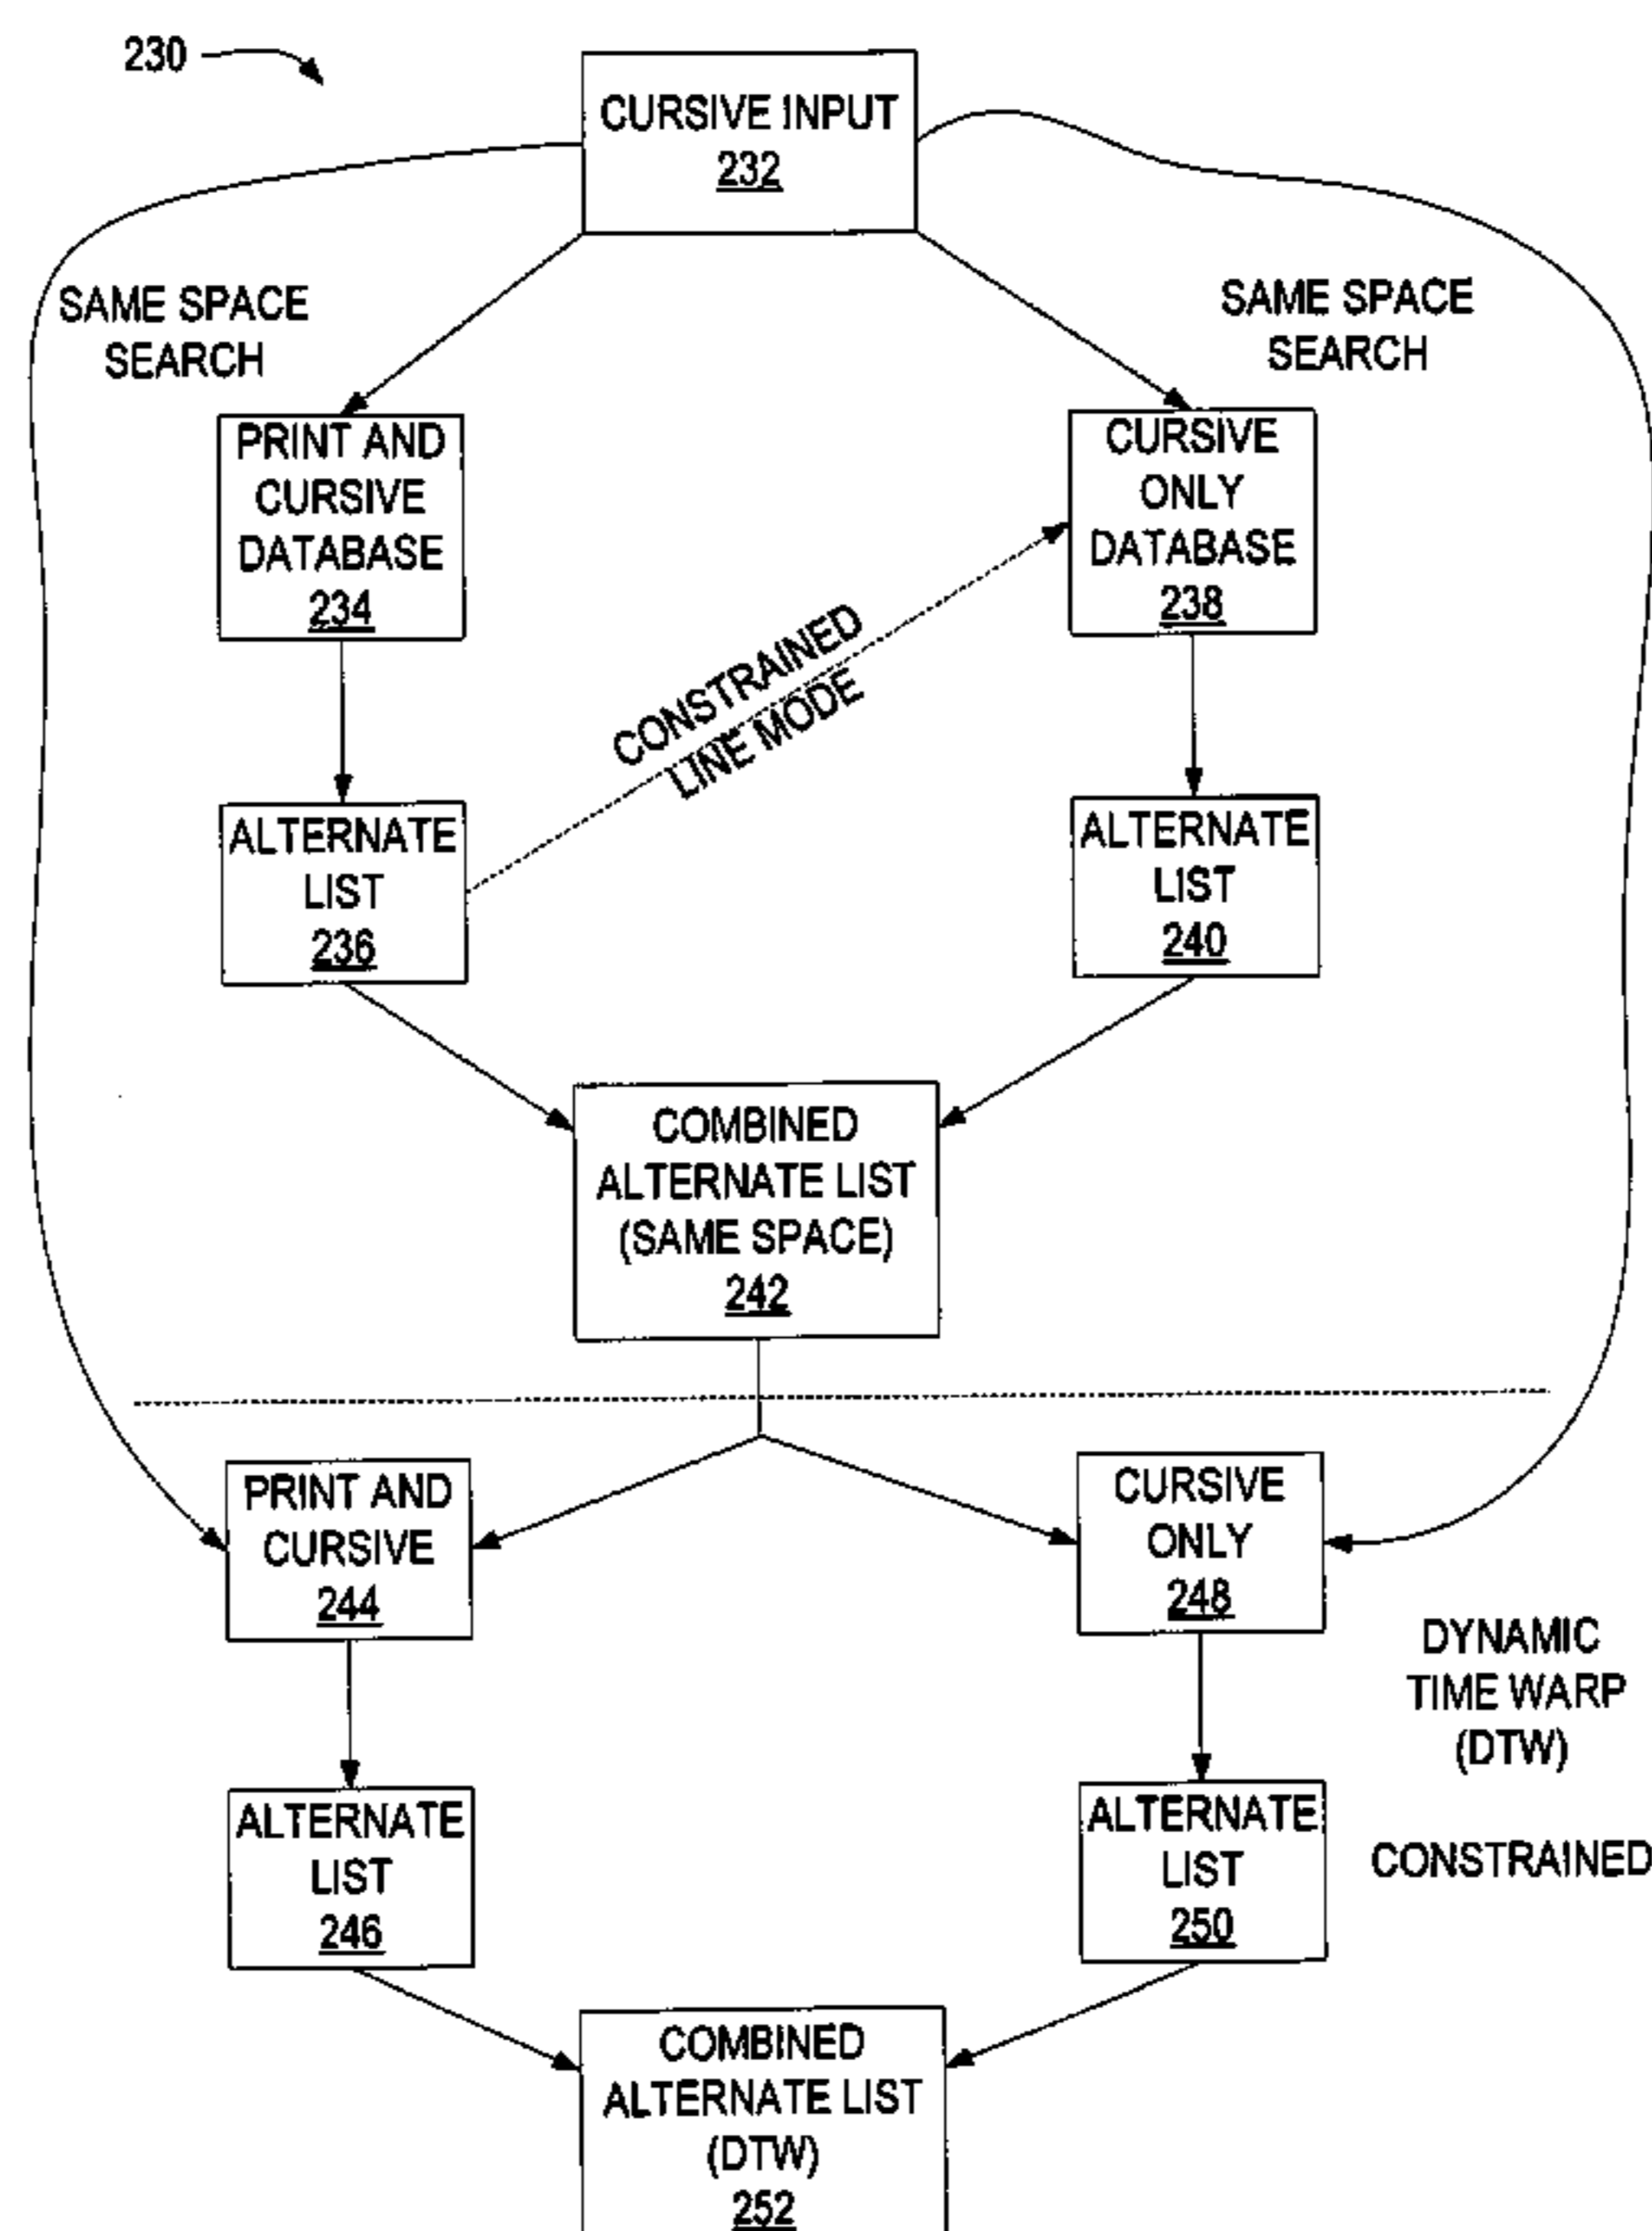 230
CURSIVE INPUT
232
SAME SPACE
SEARCH
SAME SPACE
SEARCH
PRINT AND
CURSIVE
DATABASE
234
CURSIVE
ONLY
DATABASE
238
CONSTRAINED
LINE MODE
ALTERNATE
LIST
236
ALTERNATE
LIST
240
COMBINED
ALTERNATE LIST
(SAME SPACE)
242
PRINT AND
CURSIVE
244
CURSIVE
ONLY
248
DYNAMIC
TIME WARP
(DTW)
ALTERNATE
LIST
246
ALTERNATE
LIST
250
CONSTRAINED
COMBINED
ALTERNATE LIST
(DTW)
252